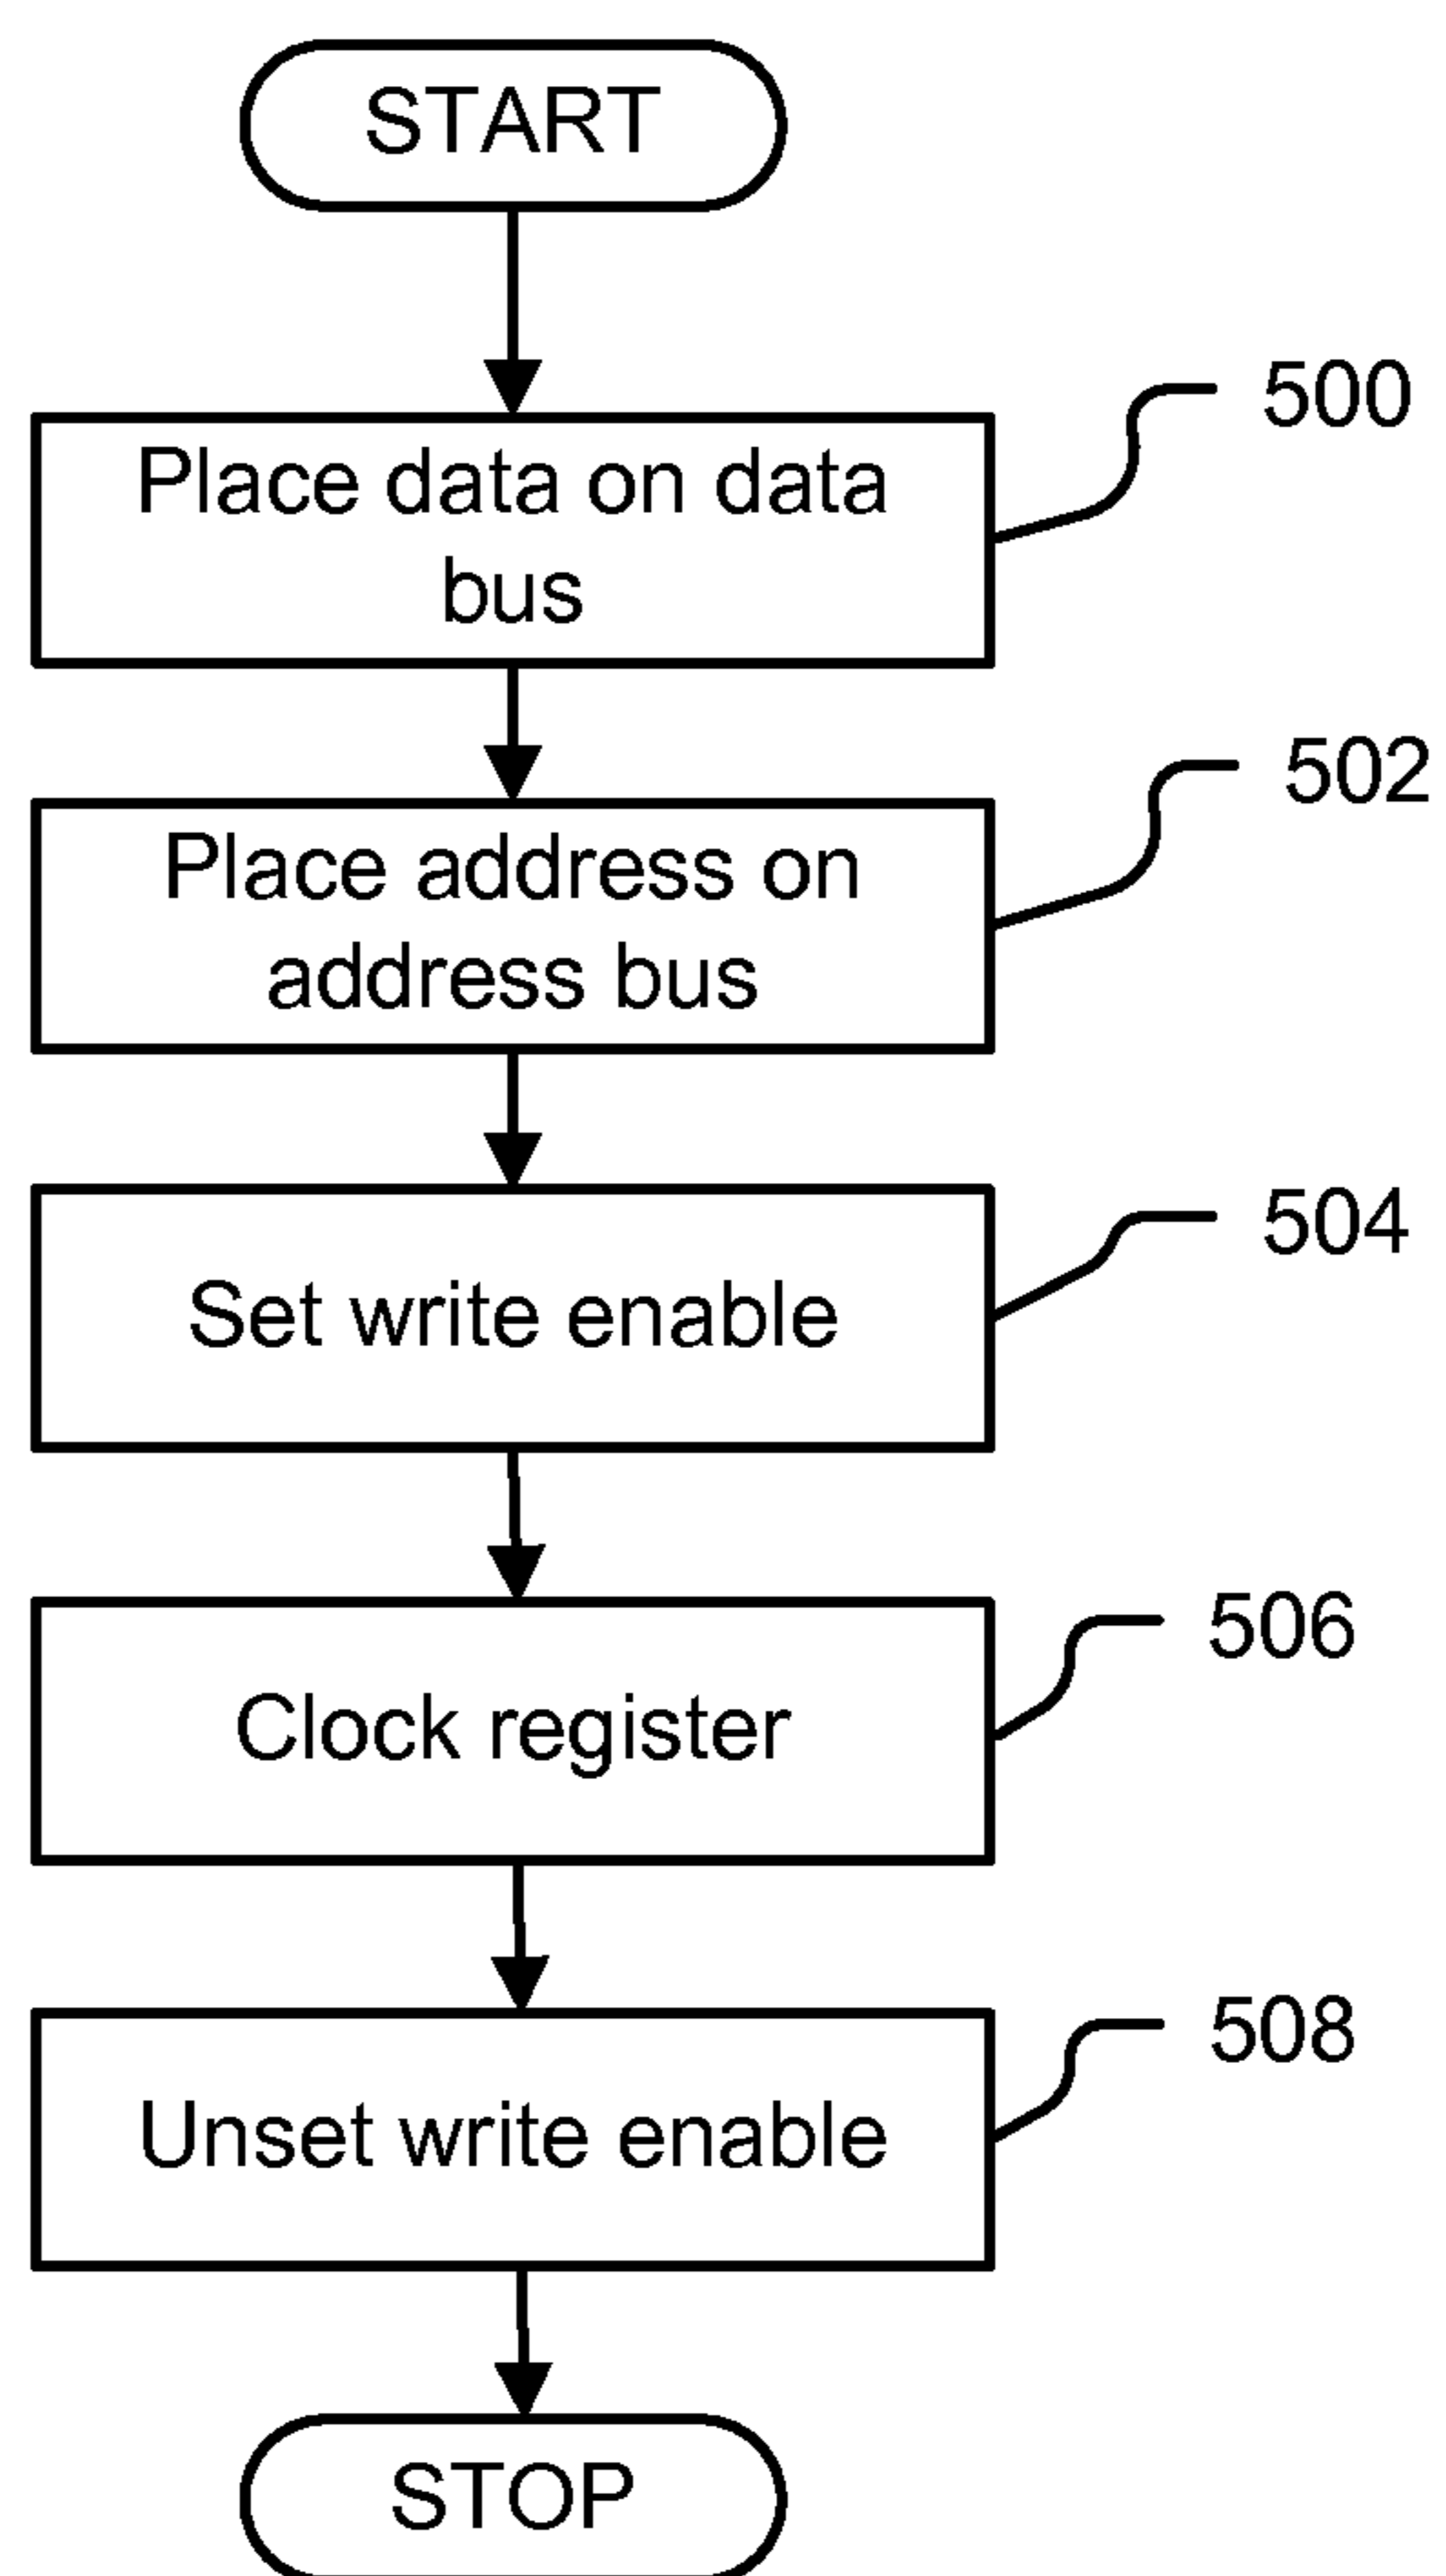 START
500
Place data on data
bus
502
Place address on
address bus
504
Set write enable
506
Clock register
508
Unset write enable
STOP